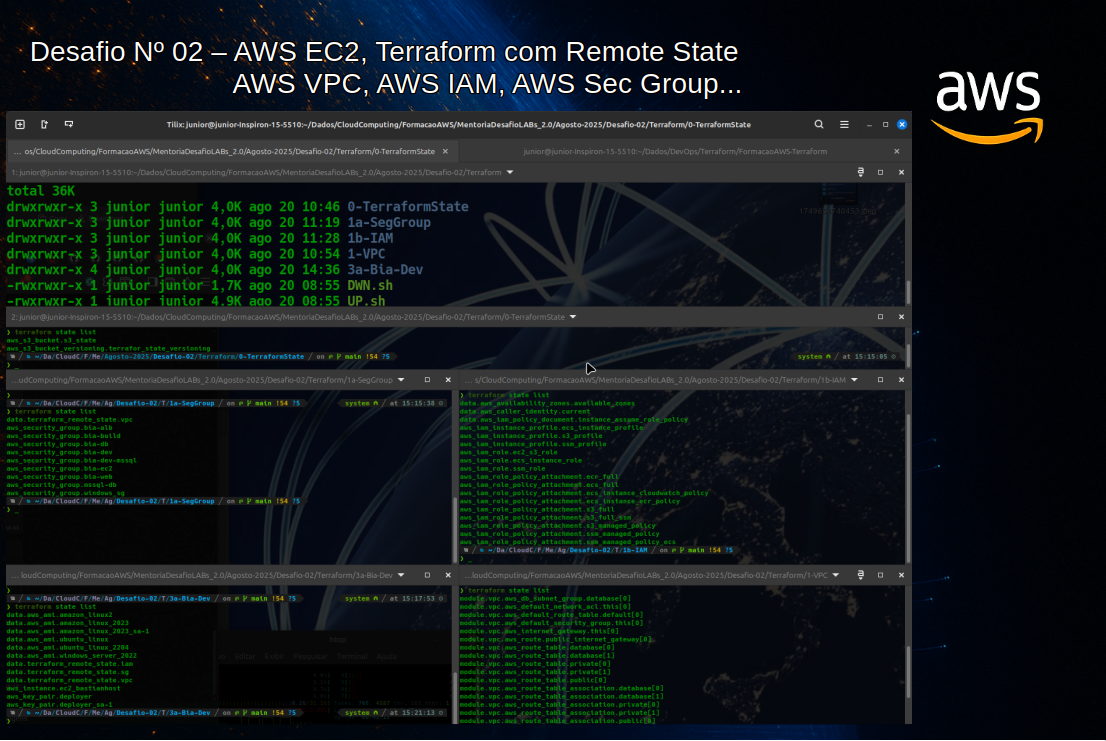 Desafio Nº 02 – AWS EC2, Terraform com Remote State
AWS VPC, AWS IAM, AWS Sec Group...
aws
Tilix: junior@junior-Inspiron-15-5510:~/Dados/CloudComputing/FormacaoAWS/MentoriaDesafioLABs_2.0/Agosto-2025/Desafio-02/Terraform/0-TerraformState
... os/CloudComputing/FormacaoAWS/MentoriaDesafioLABs_2.0/Agosto-2025/Desafio-02/Terraform/0-TerraformState
junior@junior-Inspiron-15-5510:~/Dados/DevOps/Terraform/FormacaoAWS-Terraform
1: junior@junior-Inspiron-15-5510:~/Dados/CloudComputing/FormacaoAWS/MentoriaDesafioLABs_2.0/Agosto-2025/Desafio-02/Terraform
total 36K
drwxrwxr-x 3 junior junior 4,0K ago 20 10:46 0-TerraformState
drwxrwxr-x 3 junior junior 4,0K ago 20 11:19 1a-SegGroup
drwxrwxr-x 3 junior junior 4,0K ago 20 11:28 1b-IAM
drwxrwxr-x 3 junior junior 4,0K ago 20 10:54 1-VPC
drwxrwxr-x 4 junior junior 4,0K ago 20 14:36 3a-Bia-Dev
-rwxrwxr-x 1 junior junior 1,7K ago 20 08:55 DWN.sh
-rwxrwxr-x 1 junior junior 4,9K ago 20 08:55 UP.sh
2: junior@junior-Inspiron-15-5510:~/Dados/CloudComputing/FormacaoAWS/MentoriaDesafioLABs_2.0/Agosto-2025/Desafio-02/Terraform/0-TerraformState
❯ terraform state list
aws_s3_bucket.s3_state
aws_s3_bucket_versioning.terrafor_state_versioning
~/Da/CloudC/F/Me/Agosto-2025/Desafio-02/Terraform/0-TerraformState / on main !54 ?5 system at 15:15:05
❯ _
...udComputing/FormacaoAWS/MentoriaDesafioLABs_2.0/Agosto-2025/Desafio-02/Terraform/1a-SegGroup
❯
~/Da/CloudC/F/Me/Ag/Desafio-02/T/1a-SegGroup / on main !54 ?5 system at 15:15:38
❯ terraform state list
data.terraform_remote_state.vpc
aws_security_group.bia-alb
aws_security_group.bia-build
aws_security_group.bia-db
aws_security_group.bia-dev
aws_security_group.bia-dev-mssql
aws_security_group.bia-ec2
aws_security_group.bia-web
aws_security_group.mssql-db
aws_security_group.windows_sg
~/Da/CloudC/F/Me/Ag/Desafio-02/T/1a-SegGroup / on main !54 ?5
❯ _
... s/CloudComputing/FormacaoAWS/MentoriaDesafioLABs_2.0/Agosto-2025/Desafio-02/Terraform/1b-IAM
❯ terraform state list
data.aws_availability_zones.available_zones
data.aws_caller_identity.current
data.aws_iam_policy_document.instance_assume_role_policy
aws_iam_instance_profile.ecs_instance_profile
aws_iam_instance_profile.s3_profile
aws_iam_instance_profile.ssm_profile
aws_iam_role.ec2_s3_role
aws_iam_role.ecs_instance_role
aws_iam_role.ssm_role
aws_iam_role_policy_attachment.ecr_full
aws_iam_role_policy_attachment.ecs_full
aws_iam_role_policy_attachment.ecs_instance_cloudwatch_policy
aws_iam_role_policy_attachment.ecs_instance_ecr_policy
aws_iam_role_policy_attachment.s3_full
aws_iam_role_policy_attachment.s3_full_ssm
aws_iam_role_policy_attachment.s3_managed_policy
aws_iam_role_policy_attachment.ssm_managed_policy
aws_iam_role_policy_attachment.ssm_managed_policy_ecs
~/Da/CloudC/F/Me/Ag/Desafio-02/T/1b-IAM / on main !54 ?5
❯ _
... loudComputing/FormacaoAWS/MentoriaDesafioLABs_2.0/Agosto-2025/Desafio-02/Terraform/3a-Bia-Dev
❯
~/Da/CloudC/F/Me/Ag/Desafio-02/T/3a-Bia-Dev / on main !54 ?5 system at 15:17:53
❯ terraform state list
data.aws_ami.amazon_linux2
data.aws_ami.amazon_linux_2023
data.aws_ami.amazon_linux_2023_sa-1
data.aws_ami.ubuntu_linux
data.aws_ami.ubuntu_linux_2204
data.aws_ami.windows_server_2022
data.terraform_remote_state.iam
data.terraform_remote_state.sg
data.terraform_remote_state.vpc
aws_instance.ec2_bastianhost
aws_key_pair.deployer
aws_key_pair.deployer_sa-1
~/Da/CloudC/F/Me/Ag/Desafio-02/T/3a-Bia-Dev / on main !54 ?5 system at 15:21:13
❯
...loudComputing/FormacaoAWS/MentoriaDesafioLABs_2.0/Agosto-2025/Desafio-02/Terraform/1-VPC
❯ terraform state list
module.vpc.aws_db_subnet_group.database[0]
module.vpc.aws_default_network_acl.this[0]
module.vpc.aws_default_route_table.default[0]
module.vpc.aws_default_security_group.this[0]
module.vpc.aws_internet_gateway.this[0]
module.vpc.aws_route.public_internet_gateway[0]
module.vpc.aws_route_table.database[0]
module.vpc.aws_route_table.database[1]
module.vpc.aws_route_table.private[0]
module.vpc.aws_route_table.private[1]
module.vpc.aws_route_table.public[0]
module.vpc.aws_route_table_association.database[0]
module.vpc.aws_route_table_association.database[1]
module.vpc.aws_route_table_association.private[0]
module.vpc.aws_route_table_association.private[1]
module.vpc.aws_route_table_association.public[0]